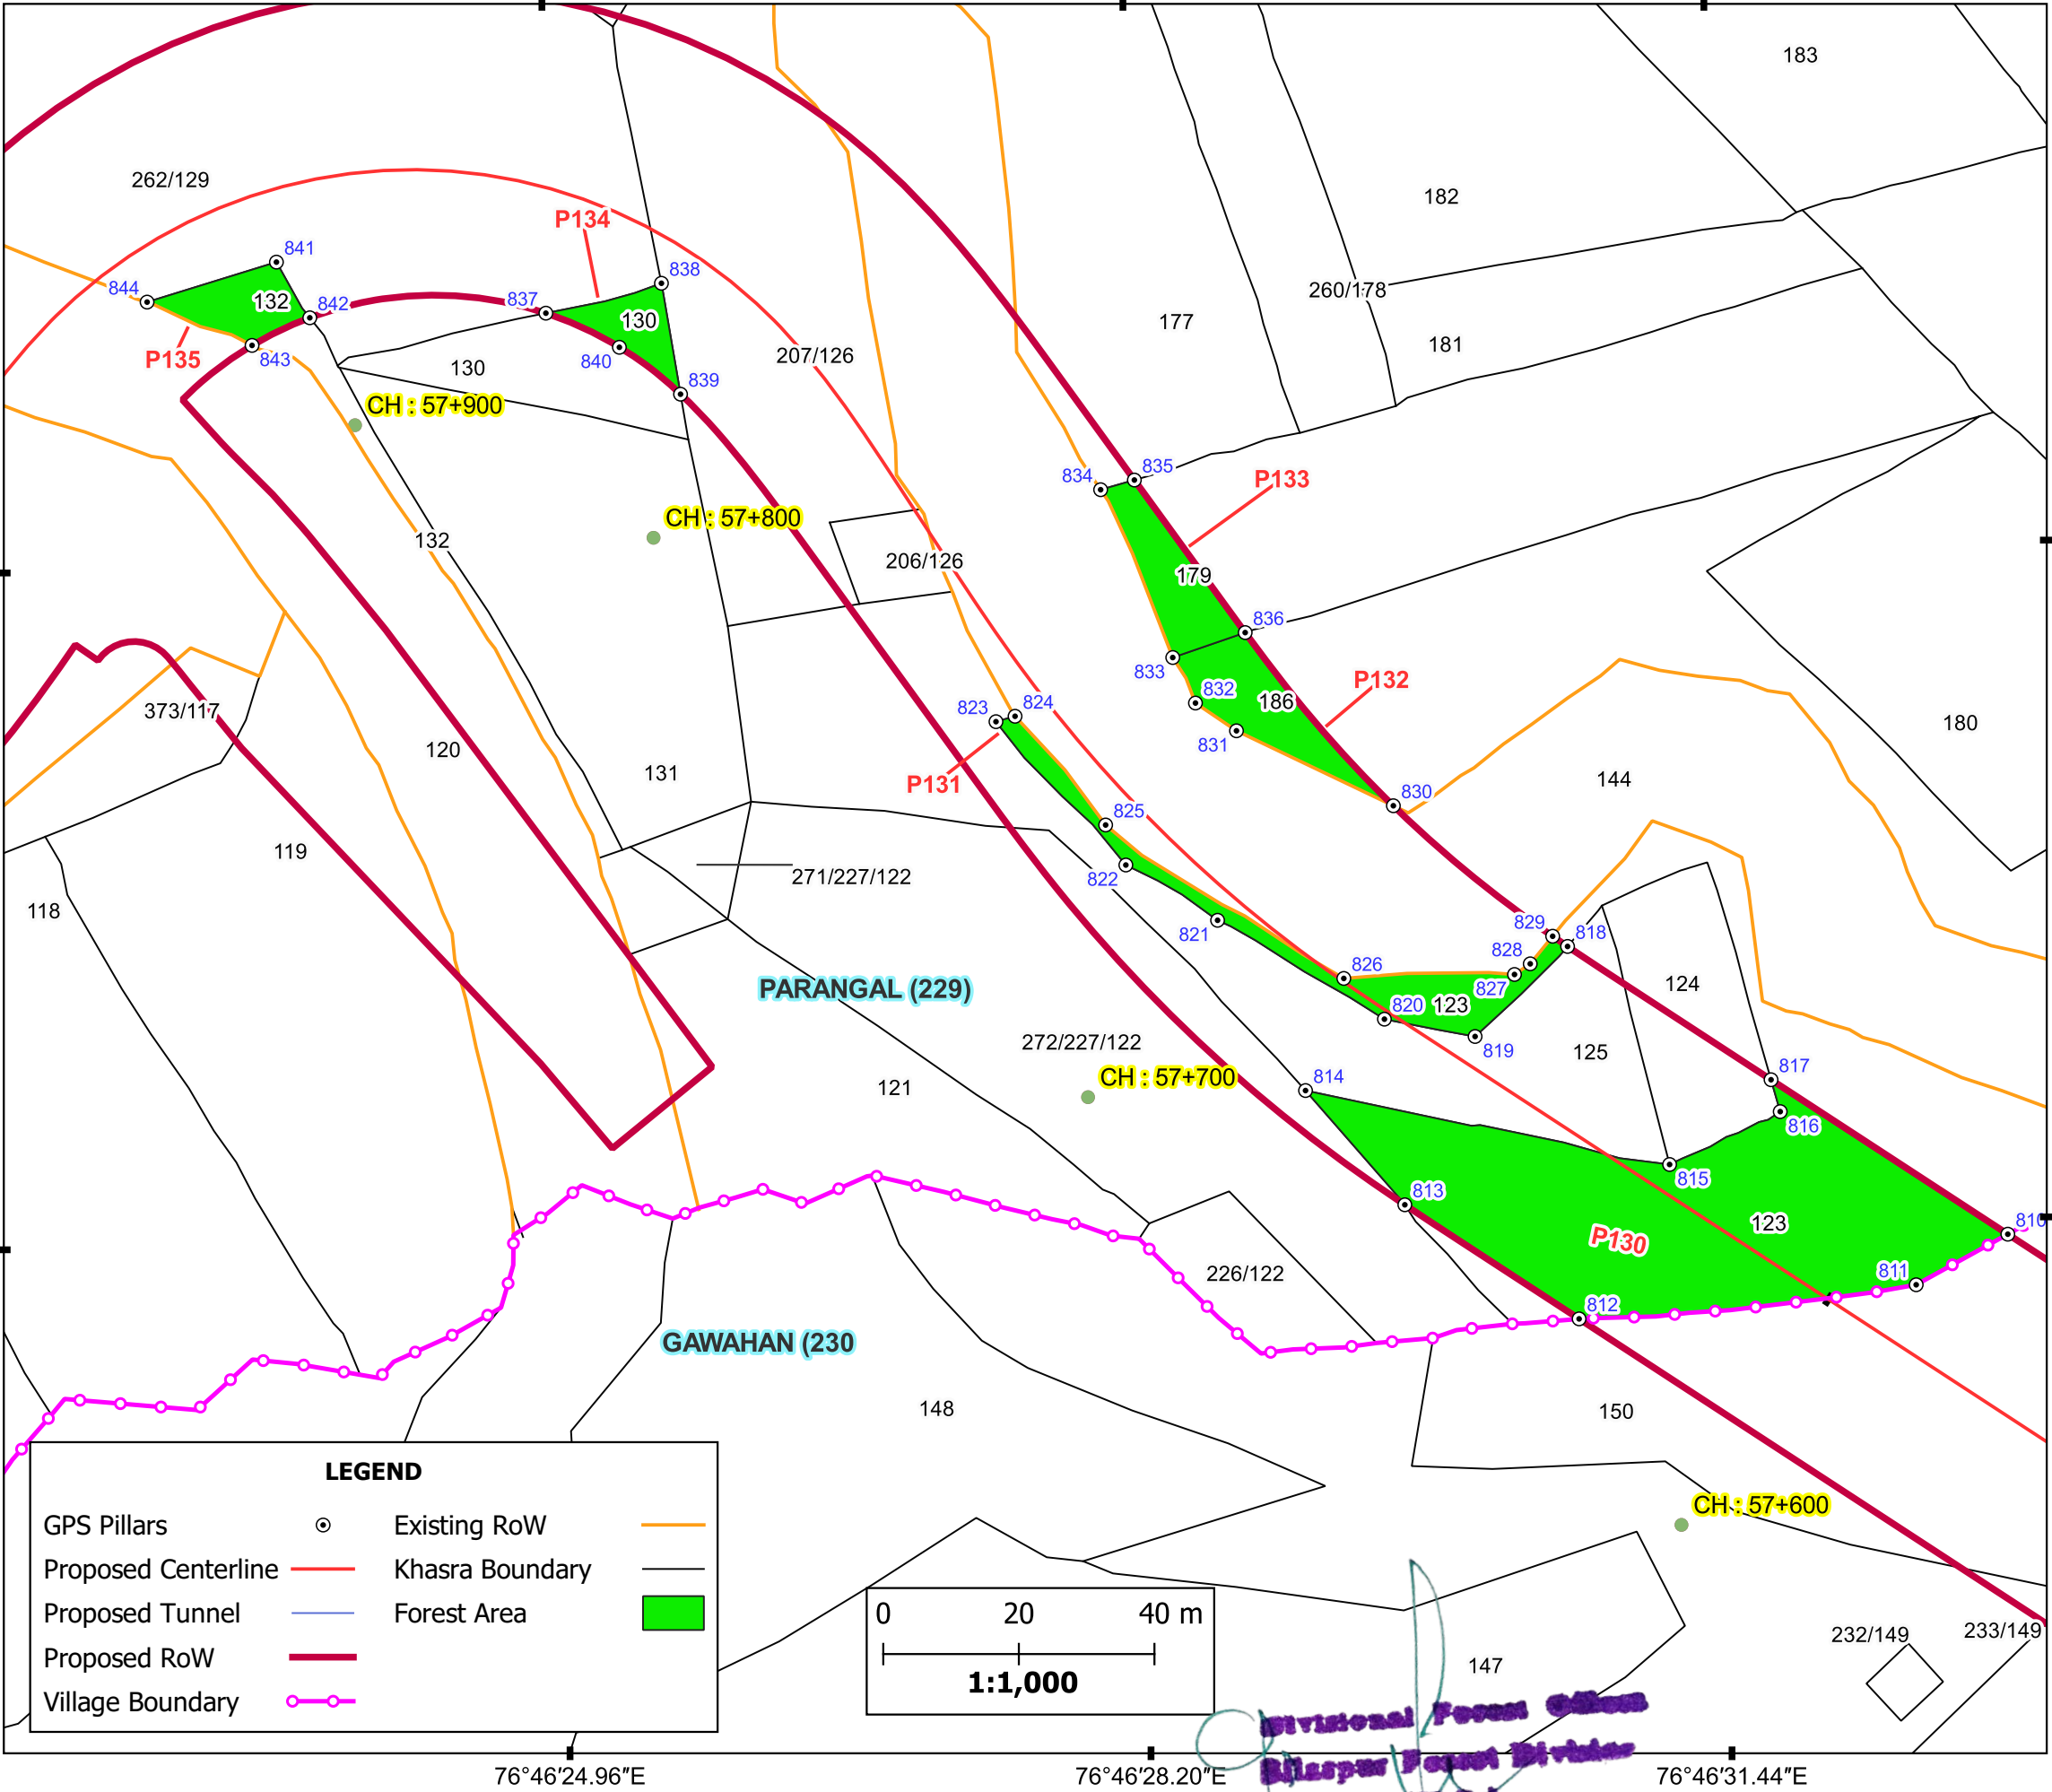 183
262/129
182
P134
841
838
260/178
844
132
842
837
130
177
181
P135
843
840
207/126
130
839
CH : 57+900
834
835
P133
CH : 57+800
132
206/126
179
836
833
P132
832
186
373/117
823
824
831
180
120
131
P131
144
830
825
119
271/227/122
822
118
829
818
821
828
PARANGAL (229)
826
827
124
820
123
272/227/122
819
125
CH : 57+700
121
814
817
816
815
813
123
810
P130
226/122
811
812
GAWAHAN (230
148
150
LEGEND
GPS Pillars
Existing RoW
Proposed Centerline
Khasra Boundary
Proposed Tunnel
Forest Area
Proposed RoW
Village Boundary
CH : 57+600
0 20 40 m
1:1,000
232/149
233/149
147
Divisional Forest Officer
Bilaspur Forest Division
76°46′24.96″E
76°46′28.20″E
76°46′31.44″E